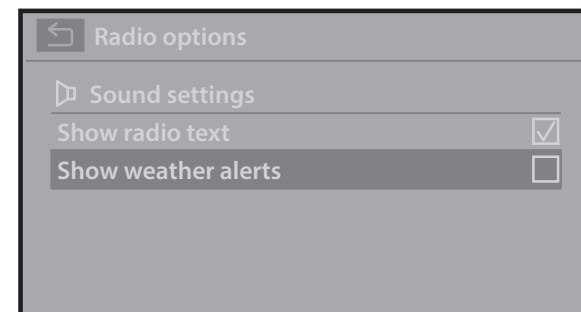 Radio options
Sound settings
Show radio text
Show weather alerts